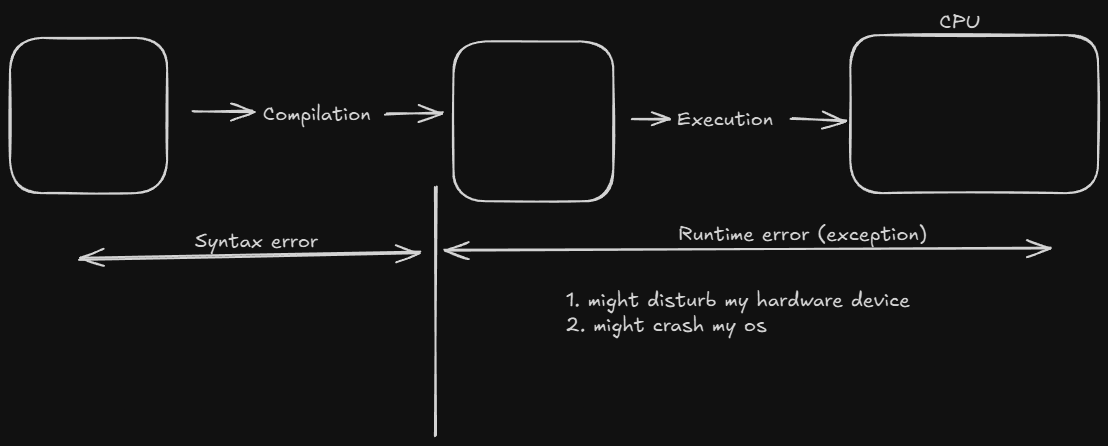 CPU
Compilation
Execution
Syntax error
Runtime error (exception)
1. might disturb my hardware device
2. might crash my os